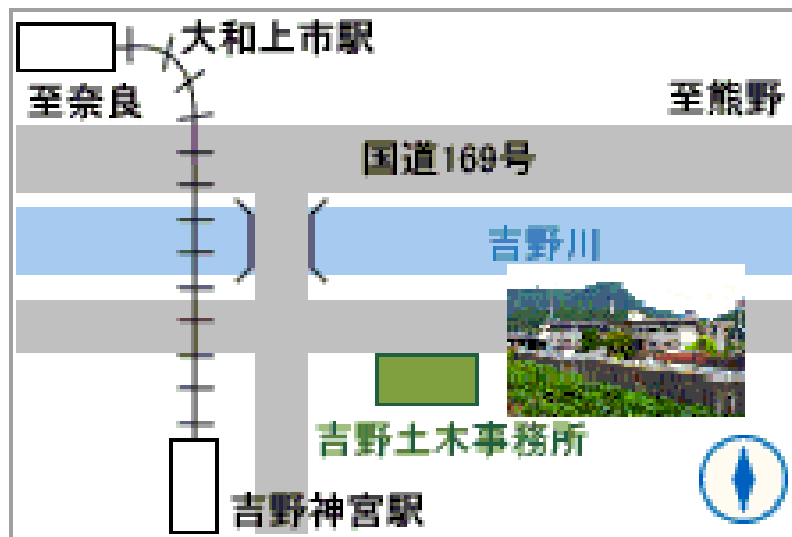 大和上市駅
至奈良
至熊野
国道169号
吉野川
吉野土木事務所
吉野神宮駅